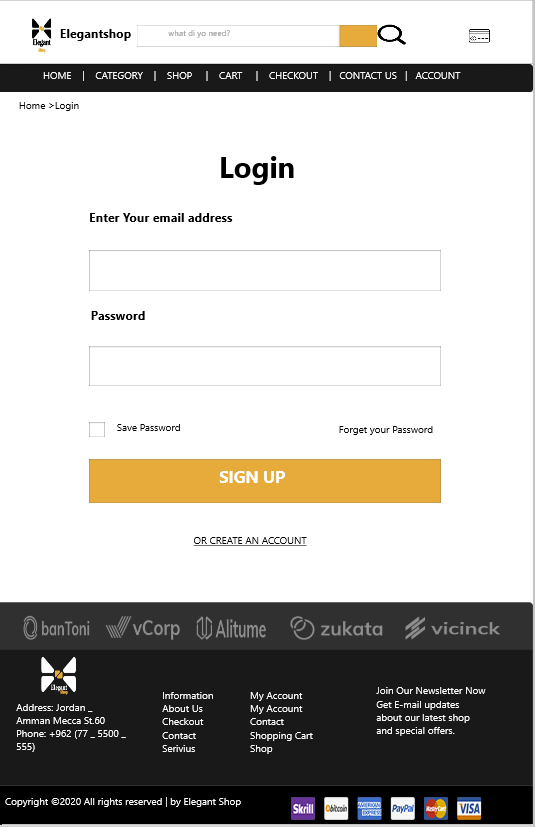 Elegant
Shop
Elegantshop
what di yo need?
HOME | CATEGORY | SHOP | CART | CHECKOUT | CONTACT US | ACCOUNT
Home >Login
Login
Enter Your email address
Password
Save Password
Forget your Password
SIGN UP
OR CREATE AN ACCOUNT
banToni
vCorp
Alitume
zukata
vicinck
Elegant
Shop
Address: Jordan _
Amman Mecca St.60
Phone: +962 (77 _ 5500 _
555)
Information
About Us
Checkout
Contact
Serivius
My Account
My Account
Contact
Shopping Cart
Shop
Join Our Newsletter Now
Get E-mail updates
about our latest shop
and special offers.
Copyright ©2020 All rights reserved | by Elegant Shop
Skrill
bitcoin
AMERICAN
EXPRESS
PayPal
MasterCard
VISA